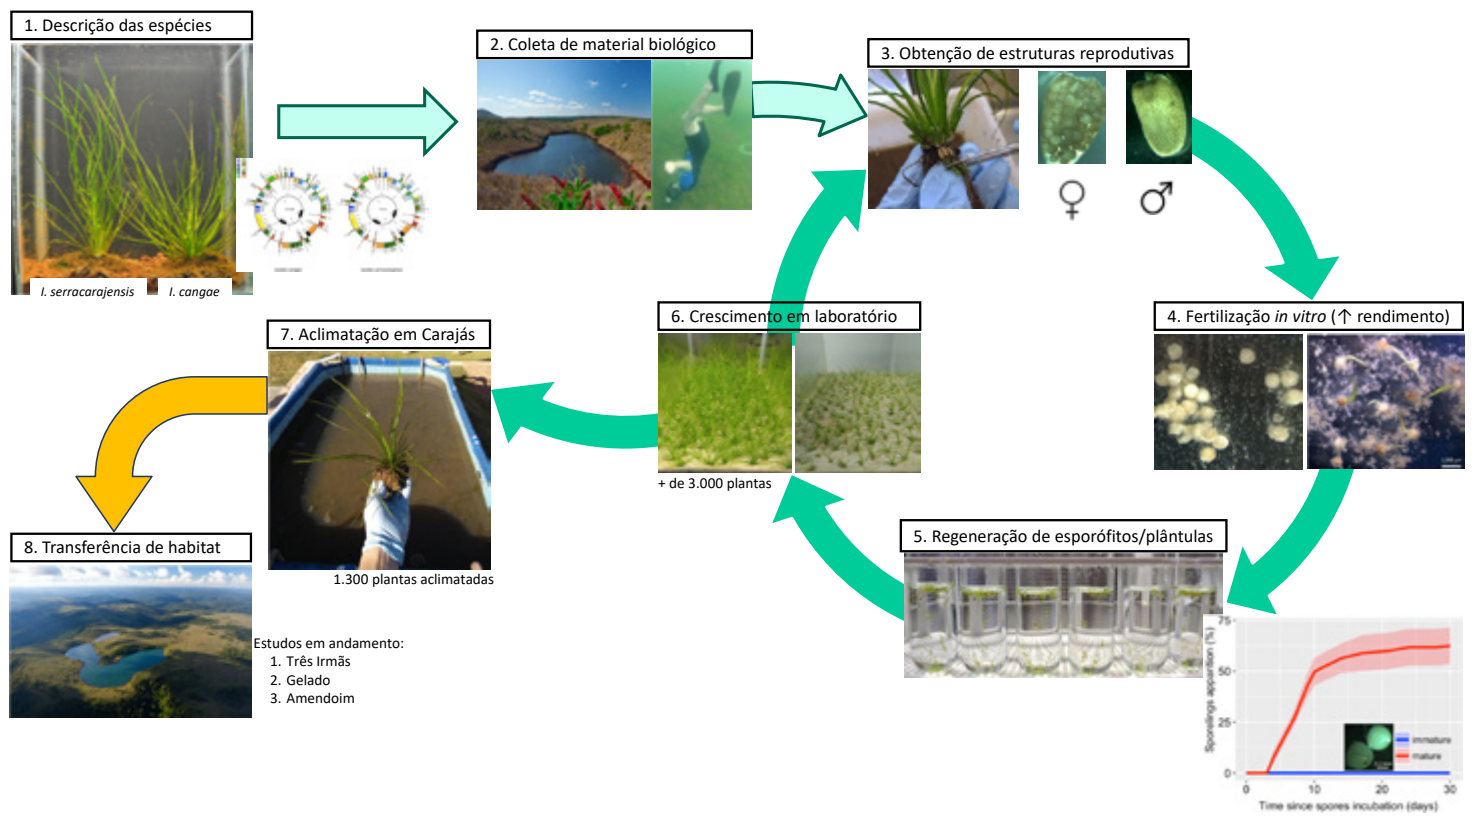 1. Descrição das espécies
I. serracarajensis
I. cangae
2. Coleta de material biológico
3. Obtenção de estruturas reprodutivas
♀ ♂
4. Fertilização in vitro (↑ rendimento)
5. Regeneração de esporófitos/plântulas
Sporelings apparition (%)
75
50
25
0
immature
mature
0 10 20 30
Time since spores incubation (days)
6. Crescimento em laboratório
+ de 3.000 plantas
7. Aclimatação em Carajás
1.300 plantas aclimatadas
8. Transferência de habitat
Estudos em andamento:
1. Três Irmãs
2. Gelado
3. Amendoim